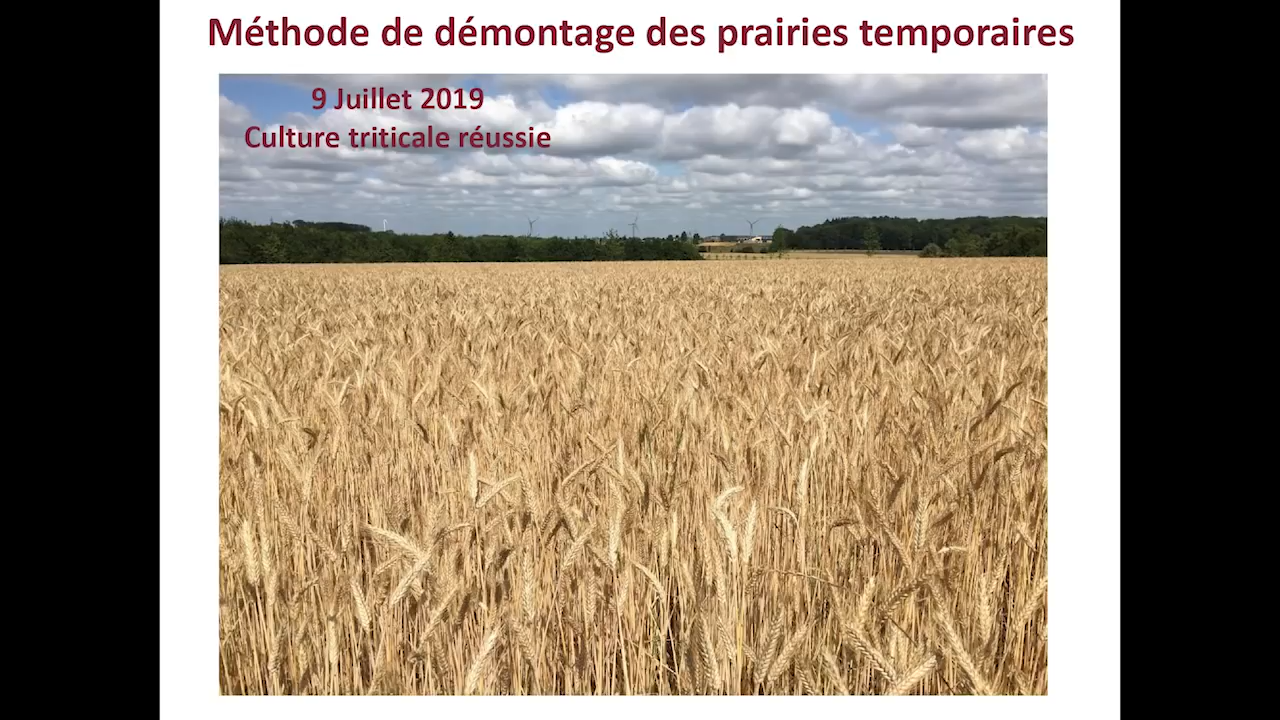 Méthode de démontage des prairies temporaires
9 Juillet 2019
Culture triticale réussie